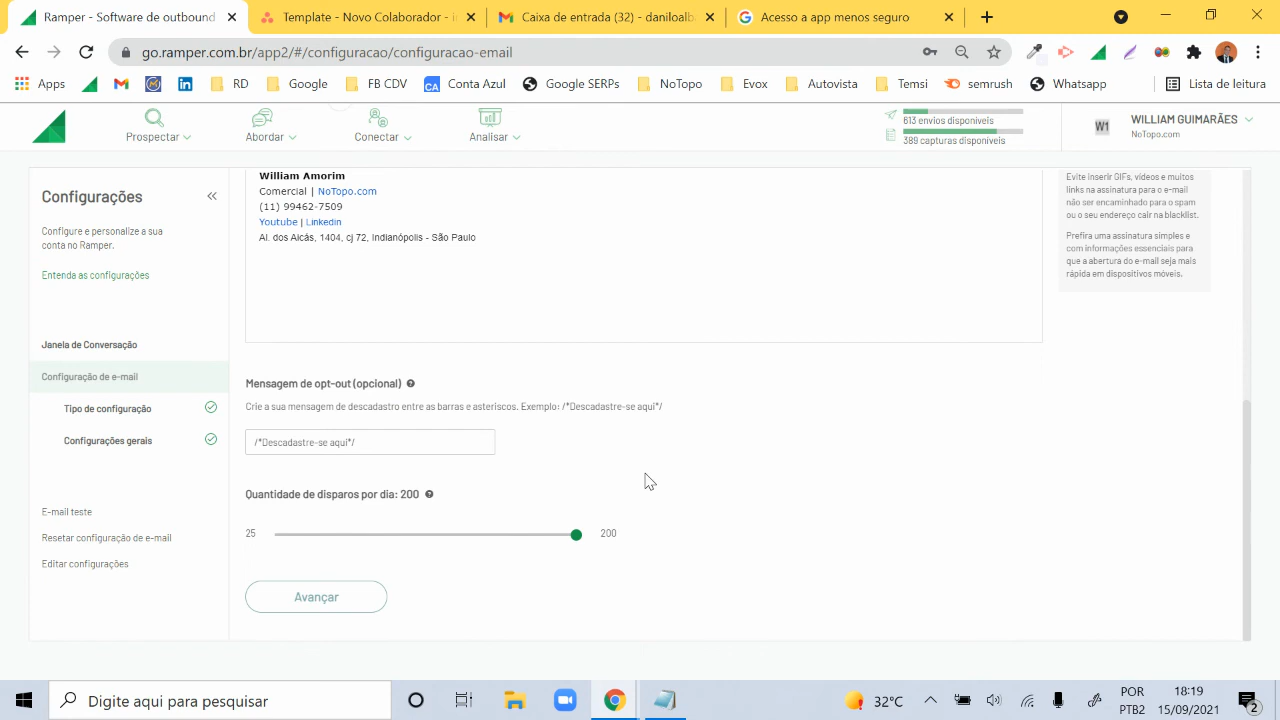 Ramper - Software de outbound
Template - Novo Colaborador - i
Caixa de entrada (32) - daniloalb
Acesso a app menos seguro
go.ramper.com.br/app2/#/configuracao/configuracao-email
Apps
RD
Google
FB CDV
CA Conta Azul
Google SERPs
NoTopo
Evox
Autovista
Temsi
semrush
Whatsapp
Lista de leitura
Prospectar
Abordar
Conectar
Analisar
613 envios disponíveis
389 capturas disponíveis
W1
WILLIAM GUIMARÃES
NoTopo.com
Configurações
Configure e personalize a sua
conta no Ramper.
Entenda as configurações
Janela de Conversação
Configuração de e-mail
Tipo de configuração
Configurações gerais
E-mail teste
Resetar configuração de e-mail
Editar configurações
William Amorim
Comercial | NoTopo.com
(11) 99462-7509
Youtube | Linkedin
Al. dos Aicás, 1404, cj 72, Indianópolis - São Paulo
Evite inserir GIFs, vídeos e muitos
links na assinatura para o e-mail
não ser encaminhado para o spam
ou o seu endereço cair na blacklist.
Prefira uma assinatura simples e
com informações essenciais para
que a abertura do e-mail seja mais
rápida em dispositivos móveis.
Mensagem de opt-out (opcional)
Crie a sua mensagem de descadastro entre as barras e asteriscos. Exemplo: /*Descadastre-se aqui*/
/*Descadastre-se aqui*/
Quantidade de disparos por dia: 200
25
200
Avançar
Digite aqui para pesquisar
32°C
POR
PTB2
18:19
15/09/2021
2